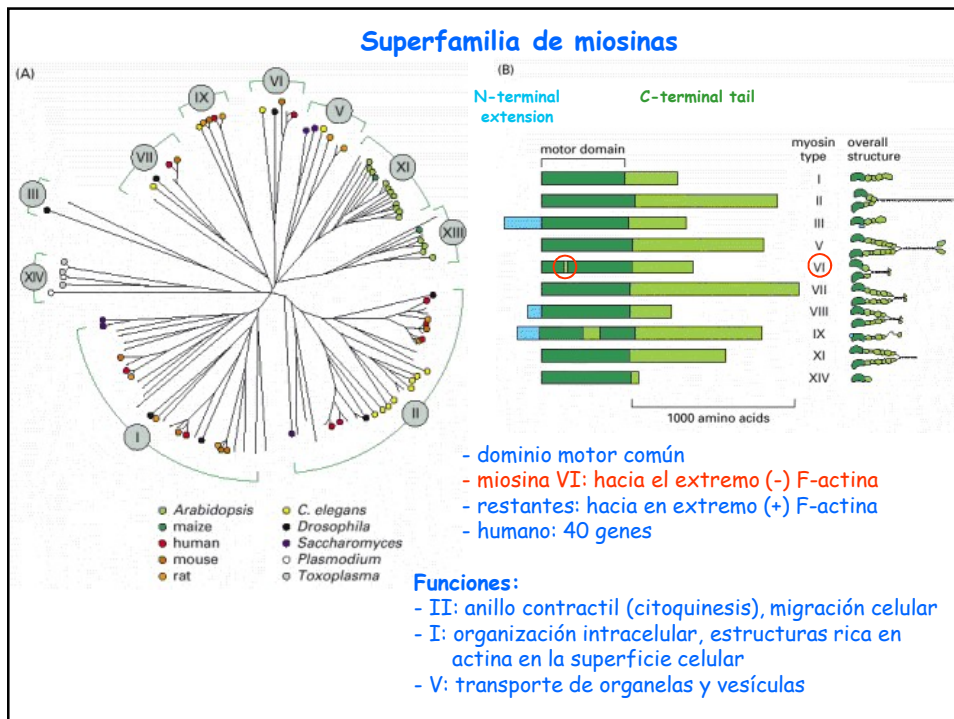 Superfamilia de miosinas
(A)
VI
IX
V
VII
XI
III
XIII
XIV
I
II
Arabidopsis
maize
human
mouse
rat
C. elegans
Drosophila
Saccharomyces
Plasmodium
Toxoplasma
(B)
N-terminal
extension
C-terminal tail
motor domain
myosin
type
overall
structure
I
II
III
V
VI
VII
VIII
IX
XI
XIV
1000 amino acids
- dominio motor común
- miosina VI: hacia el extremo (-) F-actina
- restantes: hacia en extremo (+) F-actina
- humano: 40 genes
Funciones:
- II: anillo contractil (citoquinesis), migración celular
- I: organización intracelular, estructuras rica en
actina en la superficie celular
- V: transporte de organelas y vesículas